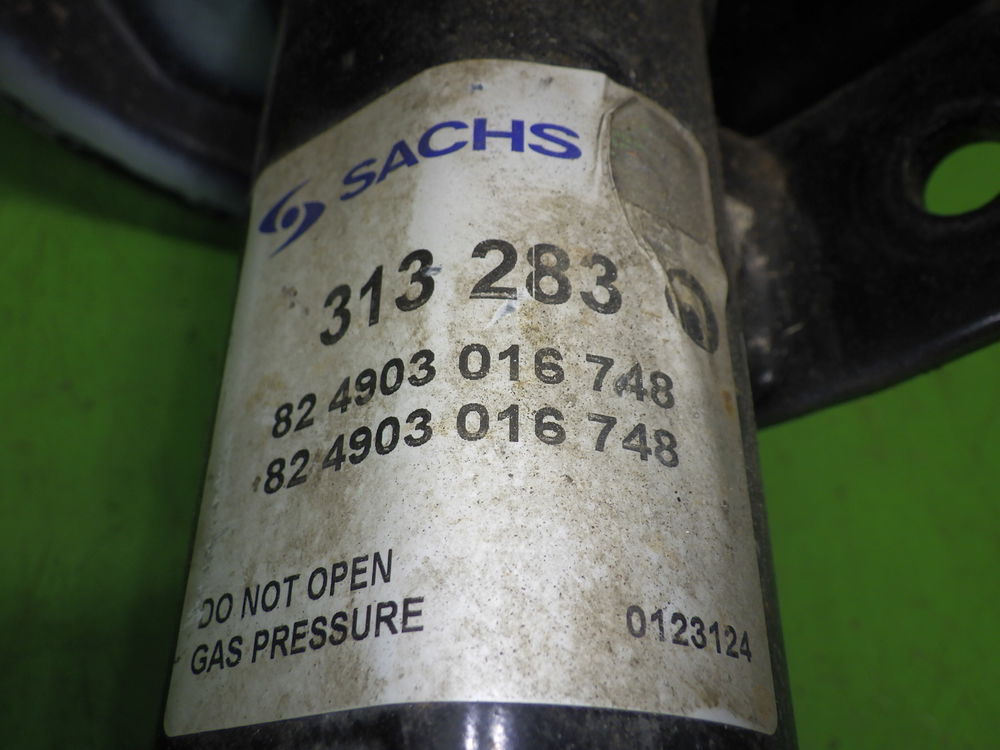 SACHS
313 283
82 4903 016 748
82 4903 016 748
DO NOT OPEN
GAS PRESSURE
0123124